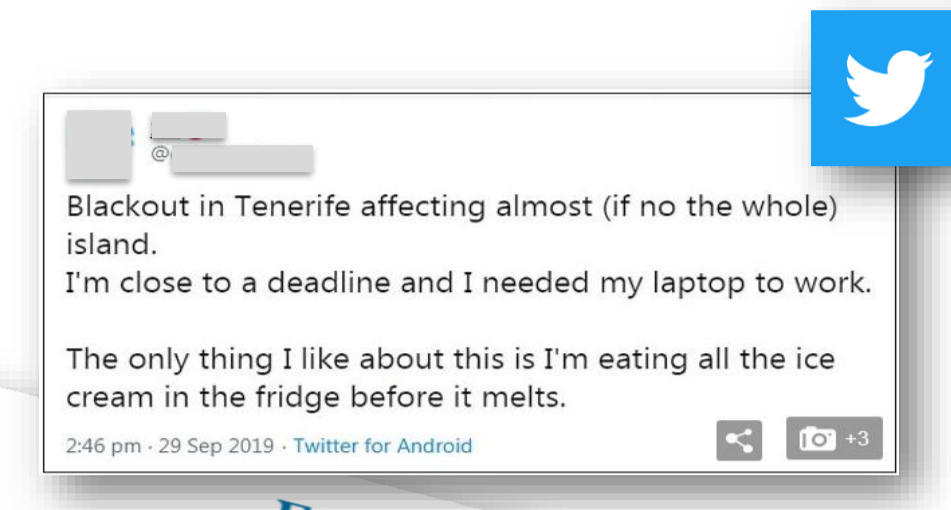 @
Blackout in Tenerife affecting almost (if no the whole)
island.
I'm close to a deadline and I needed my laptop to work.
The only thing I like about this is I'm eating all the ice
cream in the fridge before it melts.
2:46 pm · 29 Sep 2019 · Twitter for Android
+3